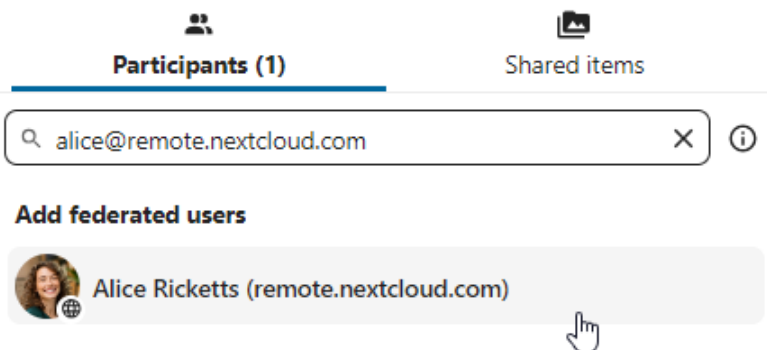 Participants (1)
Shared items
alice@remote.nextcloud.com
Add federated users
Alice Ricketts (remote.nextcloud.com)